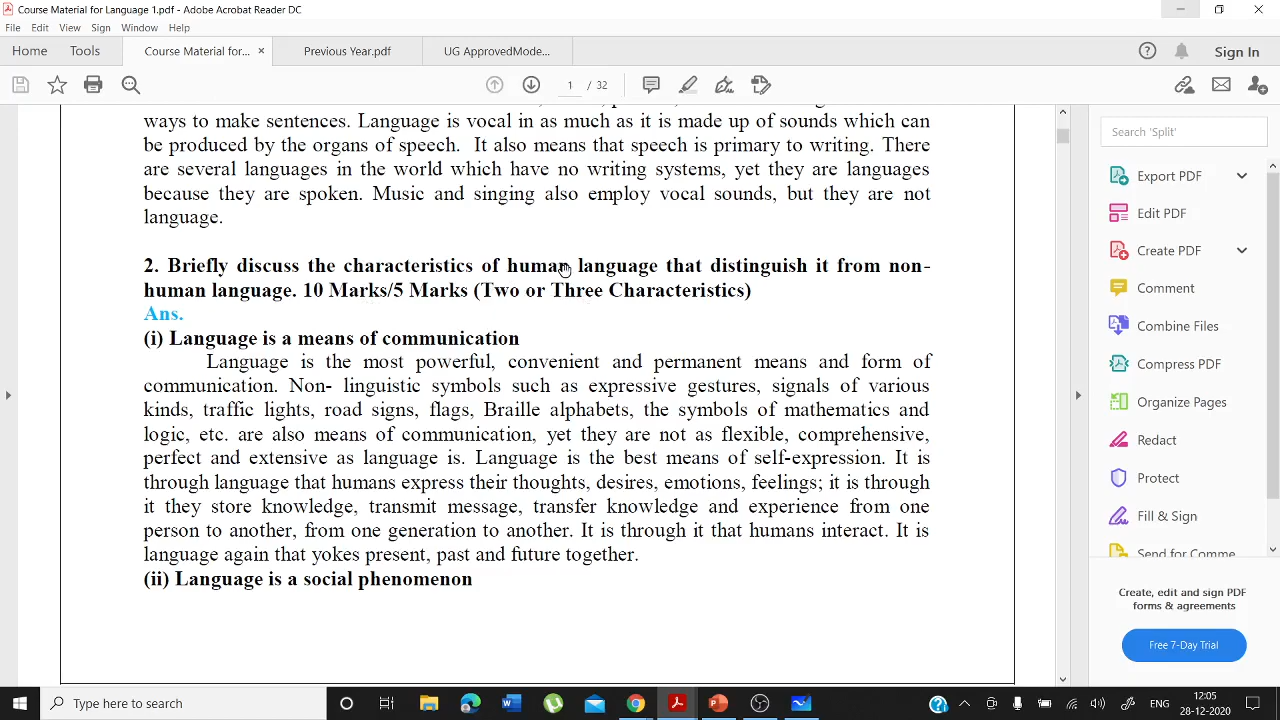 Course Material for Language 1.pdf - Adobe Acrobat Reader DC
File Edit View Sign Window Help
Home Tools Course Material for... × Previous Year.pdf UG ApprovedMode... Sign In
1 / 32
ways to make sentences. Language is vocal in as much as it is made up of sounds which can
be produced by the organs of speech. It also means that speech is primary to writing. There
are several languages in the world which have no writing systems, yet they are languages
because they are spoken. Music and singing also employ vocal sounds, but they are not
language.
2. Briefly discuss the characteristics of human language that distinguish it from non-
human language. 10 Marks/5 Marks (Two or Three Characteristics)
Ans.
(i) Language is a means of communication
Language is the most powerful, convenient and permanent means and form of
communication. Non- linguistic symbols such as expressive gestures, signals of various
kinds, traffic lights, road signs, flags, Braille alphabets, the symbols of mathematics and
logic, etc. are also means of communication, yet they are not as flexible, comprehensive,
perfect and extensive as language is. Language is the best means of self-expression. It is
through language that humans express their thoughts, desires, emotions, feelings; it is through
it they store knowledge, transmit message, transfer knowledge and experience from one
person to another, from one generation to another. It is through it that humans interact. It is
language again that yokes present, past and future together.
(ii) Language is a social phenomenon
Search 'Split'
Export PDF
Edit PDF
Create PDF
Comment
Combine Files
Compress PDF
Organize Pages
Redact
Protect
Fill & Sign
Send for Comme
Create, edit and sign PDF
forms & agreements
Free 7-Day Trial
Type here to search
ENG
12:05
28-12-2020